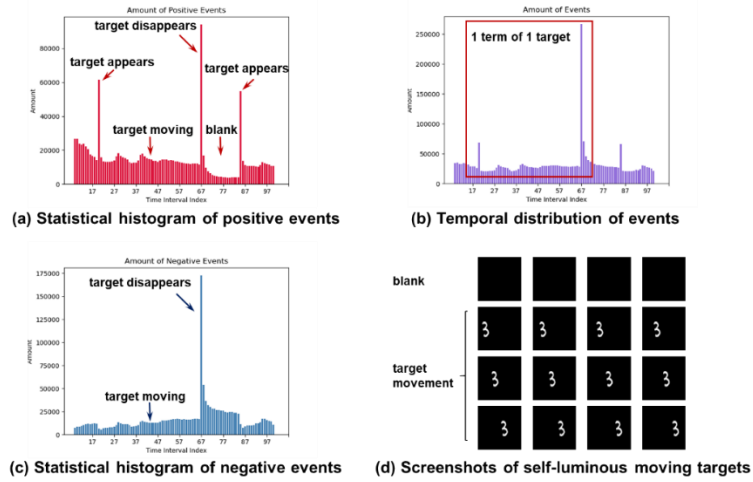 Amount of Positive Events
target disappears
target appears
target appears
target moving
blank
Amount
80000
60000
40000
20000
0
17 27 37 47 57 67 77 87 97
Time Interval Index
(a) Statistical histogram of positive events
Amount of Events
1 term of 1 target
Amount
250000
200000
150000
100000
50000
0
17 27 37 47 57 67 77 87 97
Time Interval Index
(b) Temporal distribution of events
Amount of Negative Events
target disappears
target moving
Amount
175000
150000
125000
100000
75000
50000
25000
0
17 27 37 47 57 67 77 87 97
Time Interval Index
(c) Statistical histogram of negative events
blank
target
movement
3 3 3 3
3 3 3 3
3 3 3 3
(d) Screenshots of self-luminous moving targets